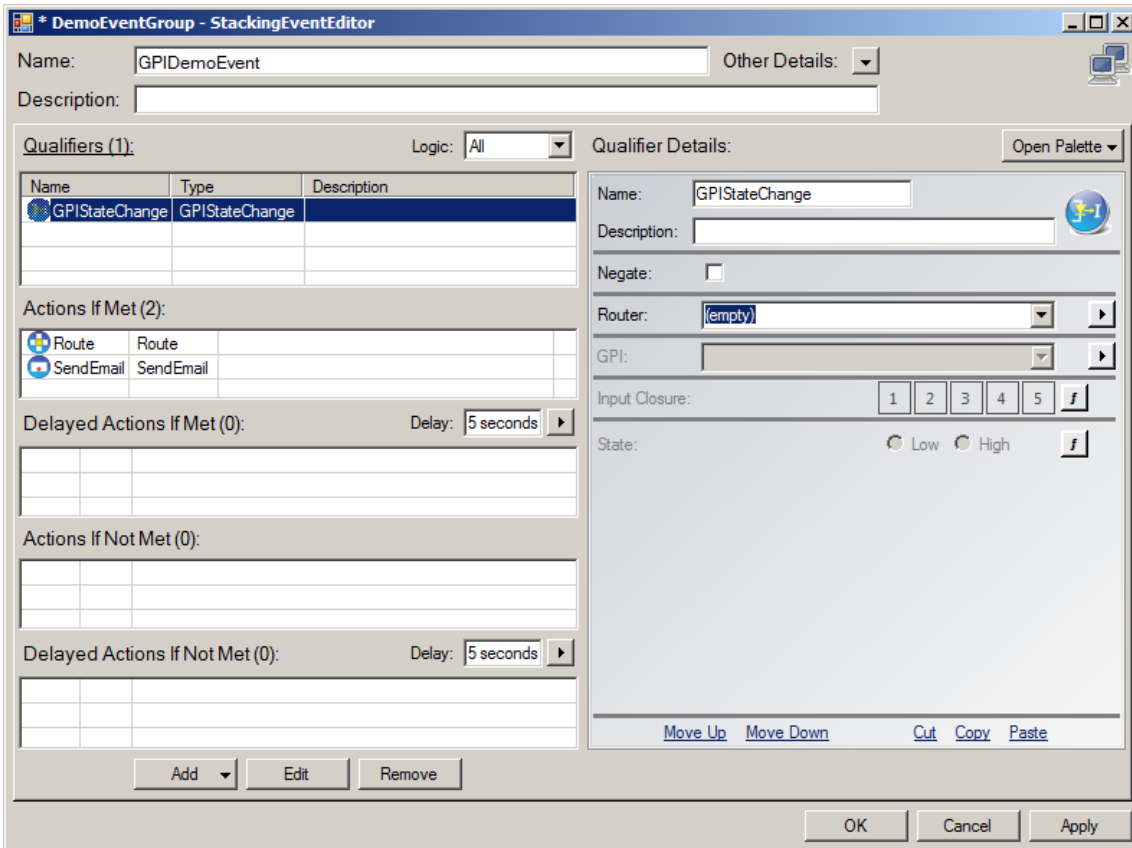 * DemoEventGroup - StackingEventEditor
Name: GPIDemoEvent Other Details:
Description:
Qualifiers (1): Logic: All
Name Type Description
GPIStateChange GPIStateChange
Actions If Met (2):
Route Route
SendEmail SendEmail
Delayed Actions If Met (0): Delay: 5 seconds
Actions If Not Met (0):
Delayed Actions If Not Met (0): Delay: 5 seconds
Add Edit Remove
Qualifier Details: Open Palette
Name: GPIStateChange
Description:
Negate:
Router: (empty)
GPI:
Input Closure: 1 2 3 4 5 f
State: Low High f
Move Up Move Down Cut Copy Paste
OK Cancel Apply